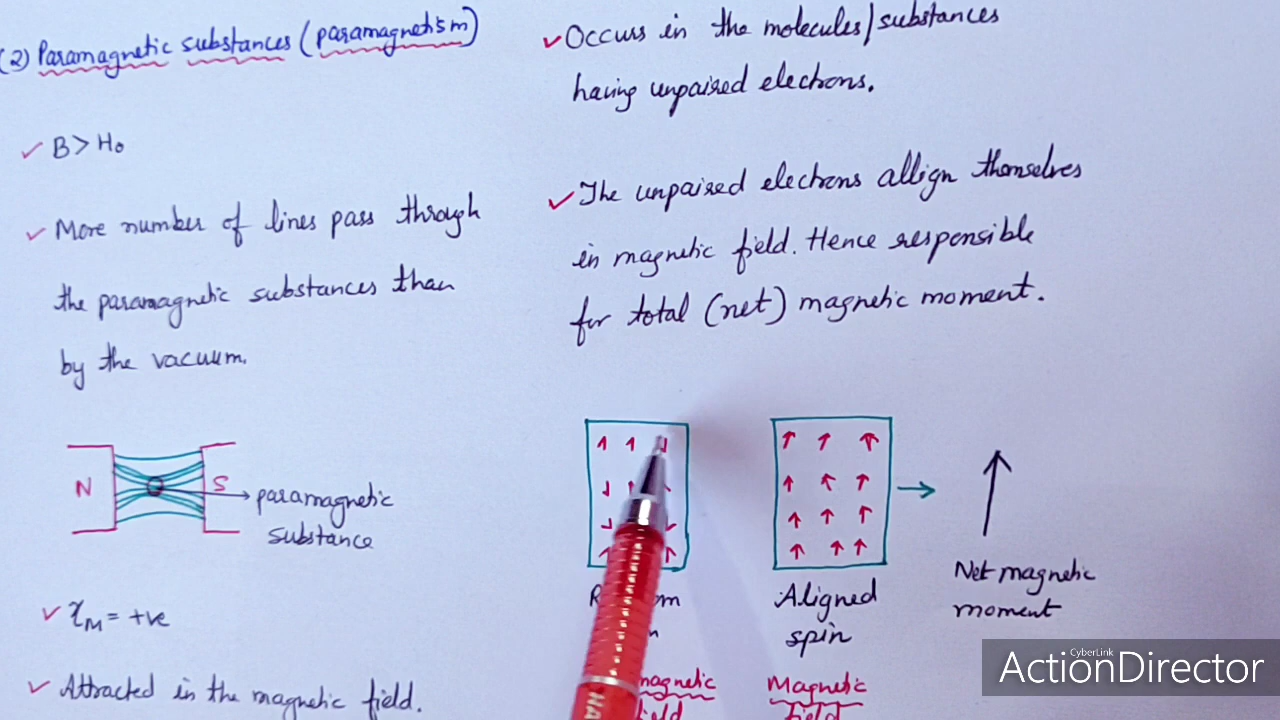 (2) Paramagnetic substances (paramagnetism)
✓ B > H₀
✓ More number of lines pass through
the paramagnetic substances than
by the vacuum.
N S
paramagnetic
substance
✓ χM = +ve
✓ Attracted in the magnetic field.
✓ Occurs in the molecules/substances
having unpaired electrons.
✓ The unpaired electrons allign themselves
in magnetic field. Hence responsible
for total (net) magnetic moment.
Aligned
spin
Magnetic
field
magnetic
field
Net magnetic
moment
CyberLink
ActionDirector